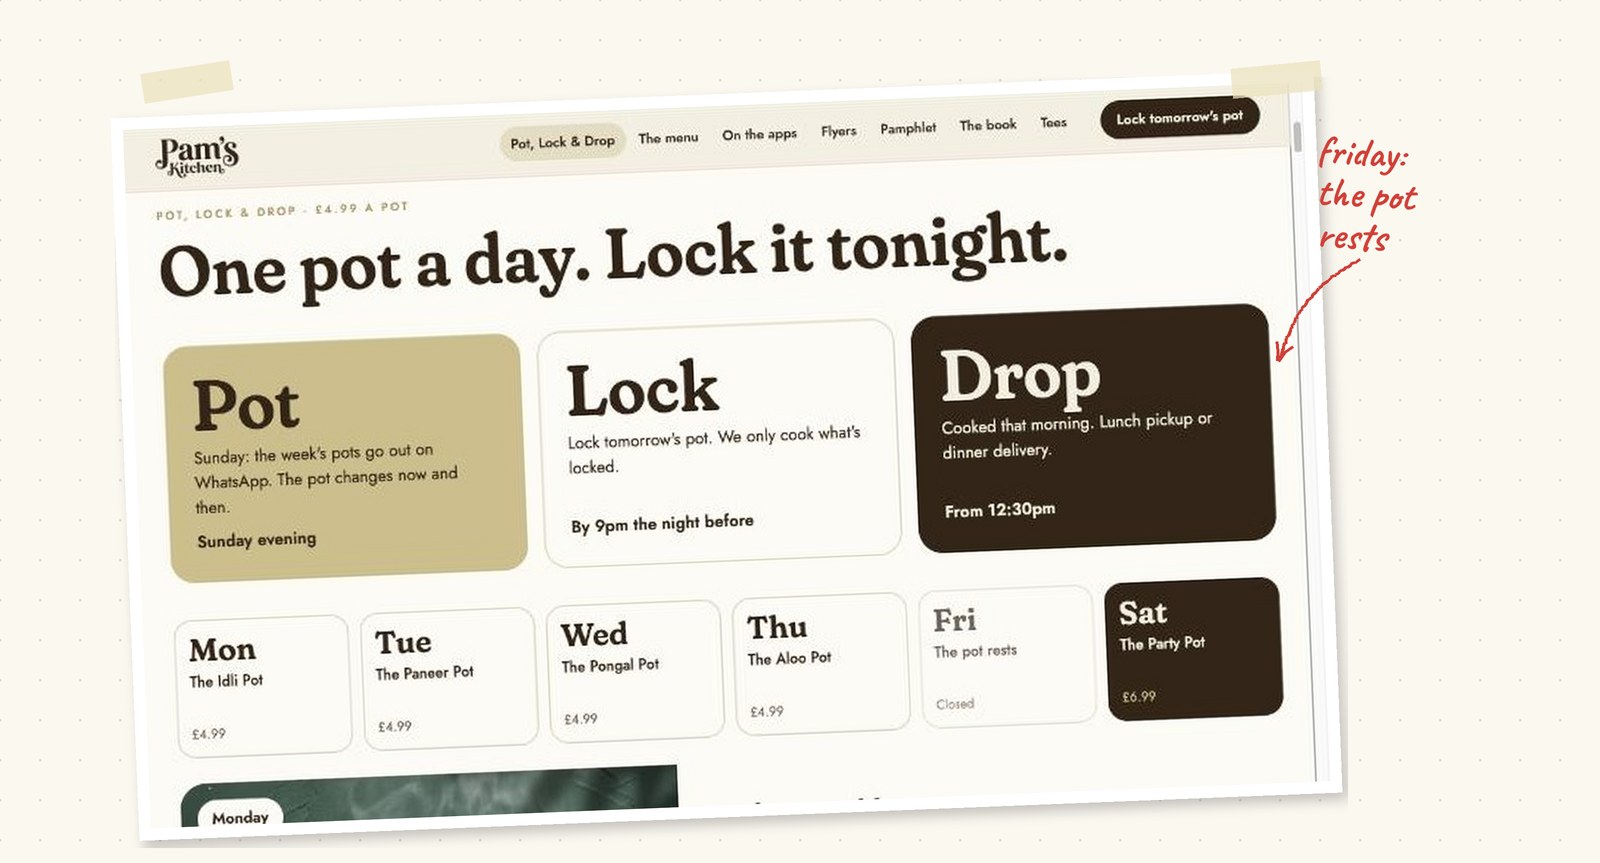 Pam's
Kitchen
Pot, Lock & Drop
The menu
On the apps
Flyers
Pamphlet
The book
Tees
Lock tomorrow's pot
friday:
the pot
rests
POT, LOCK & DROP - £4.99 A POT
One pot a day. Lock it tonight.
Pot
Sunday: the week's pots go out on
WhatsApp. The pot changes now and
then.
Sunday evening
Lock
Lock tomorrow's pot. We only cook what's
locked.
By 9pm the night before
Drop
Cooked that morning. Lunch pickup or
dinner delivery.
From 12:30pm
Mon
The Idli Pot
£4.99
Tue
The Paneer Pot
£4.99
Wed
The Pongal Pot
£4.99
Thu
The Aloo Pot
£4.99
Fri
The pot rests
Closed
Sat
The Party Pot
£6.99
Monday